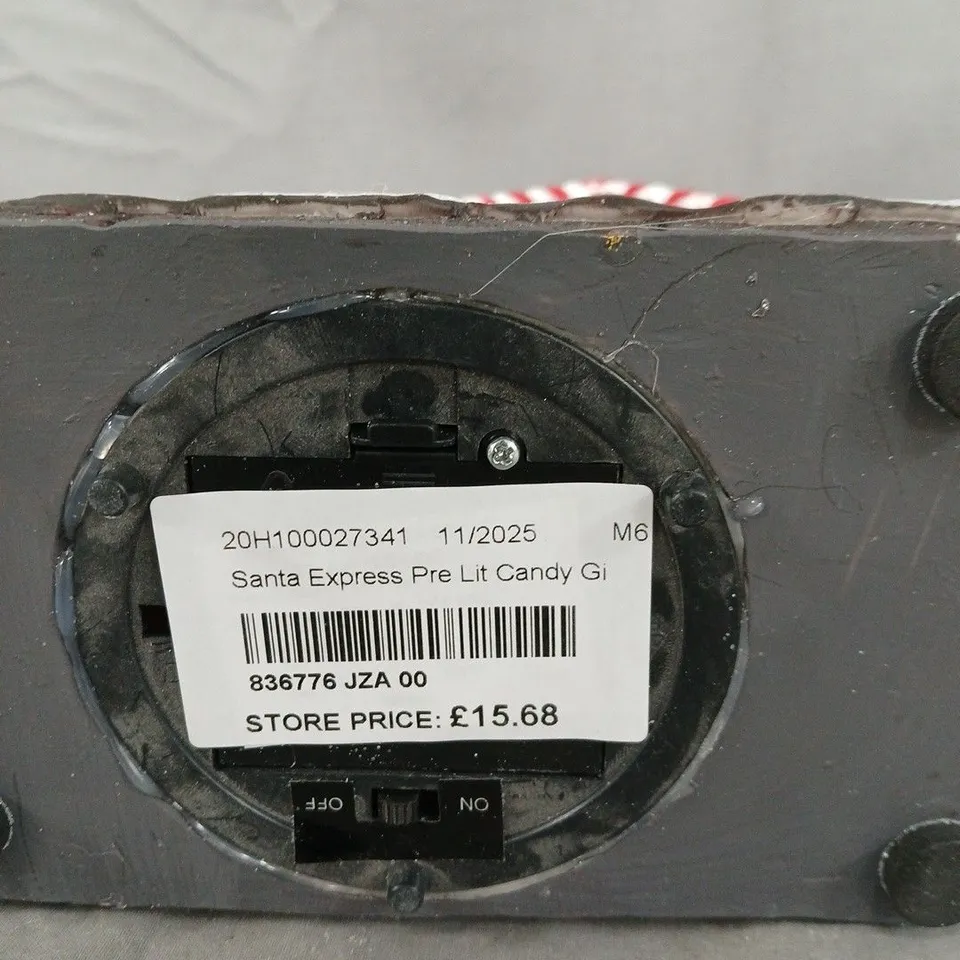 20H100027341 11/2025 M6
Santa Express Pre Lit Candy Gi
836776 JZA 00
STORE PRICE: £15.68
OFF ON